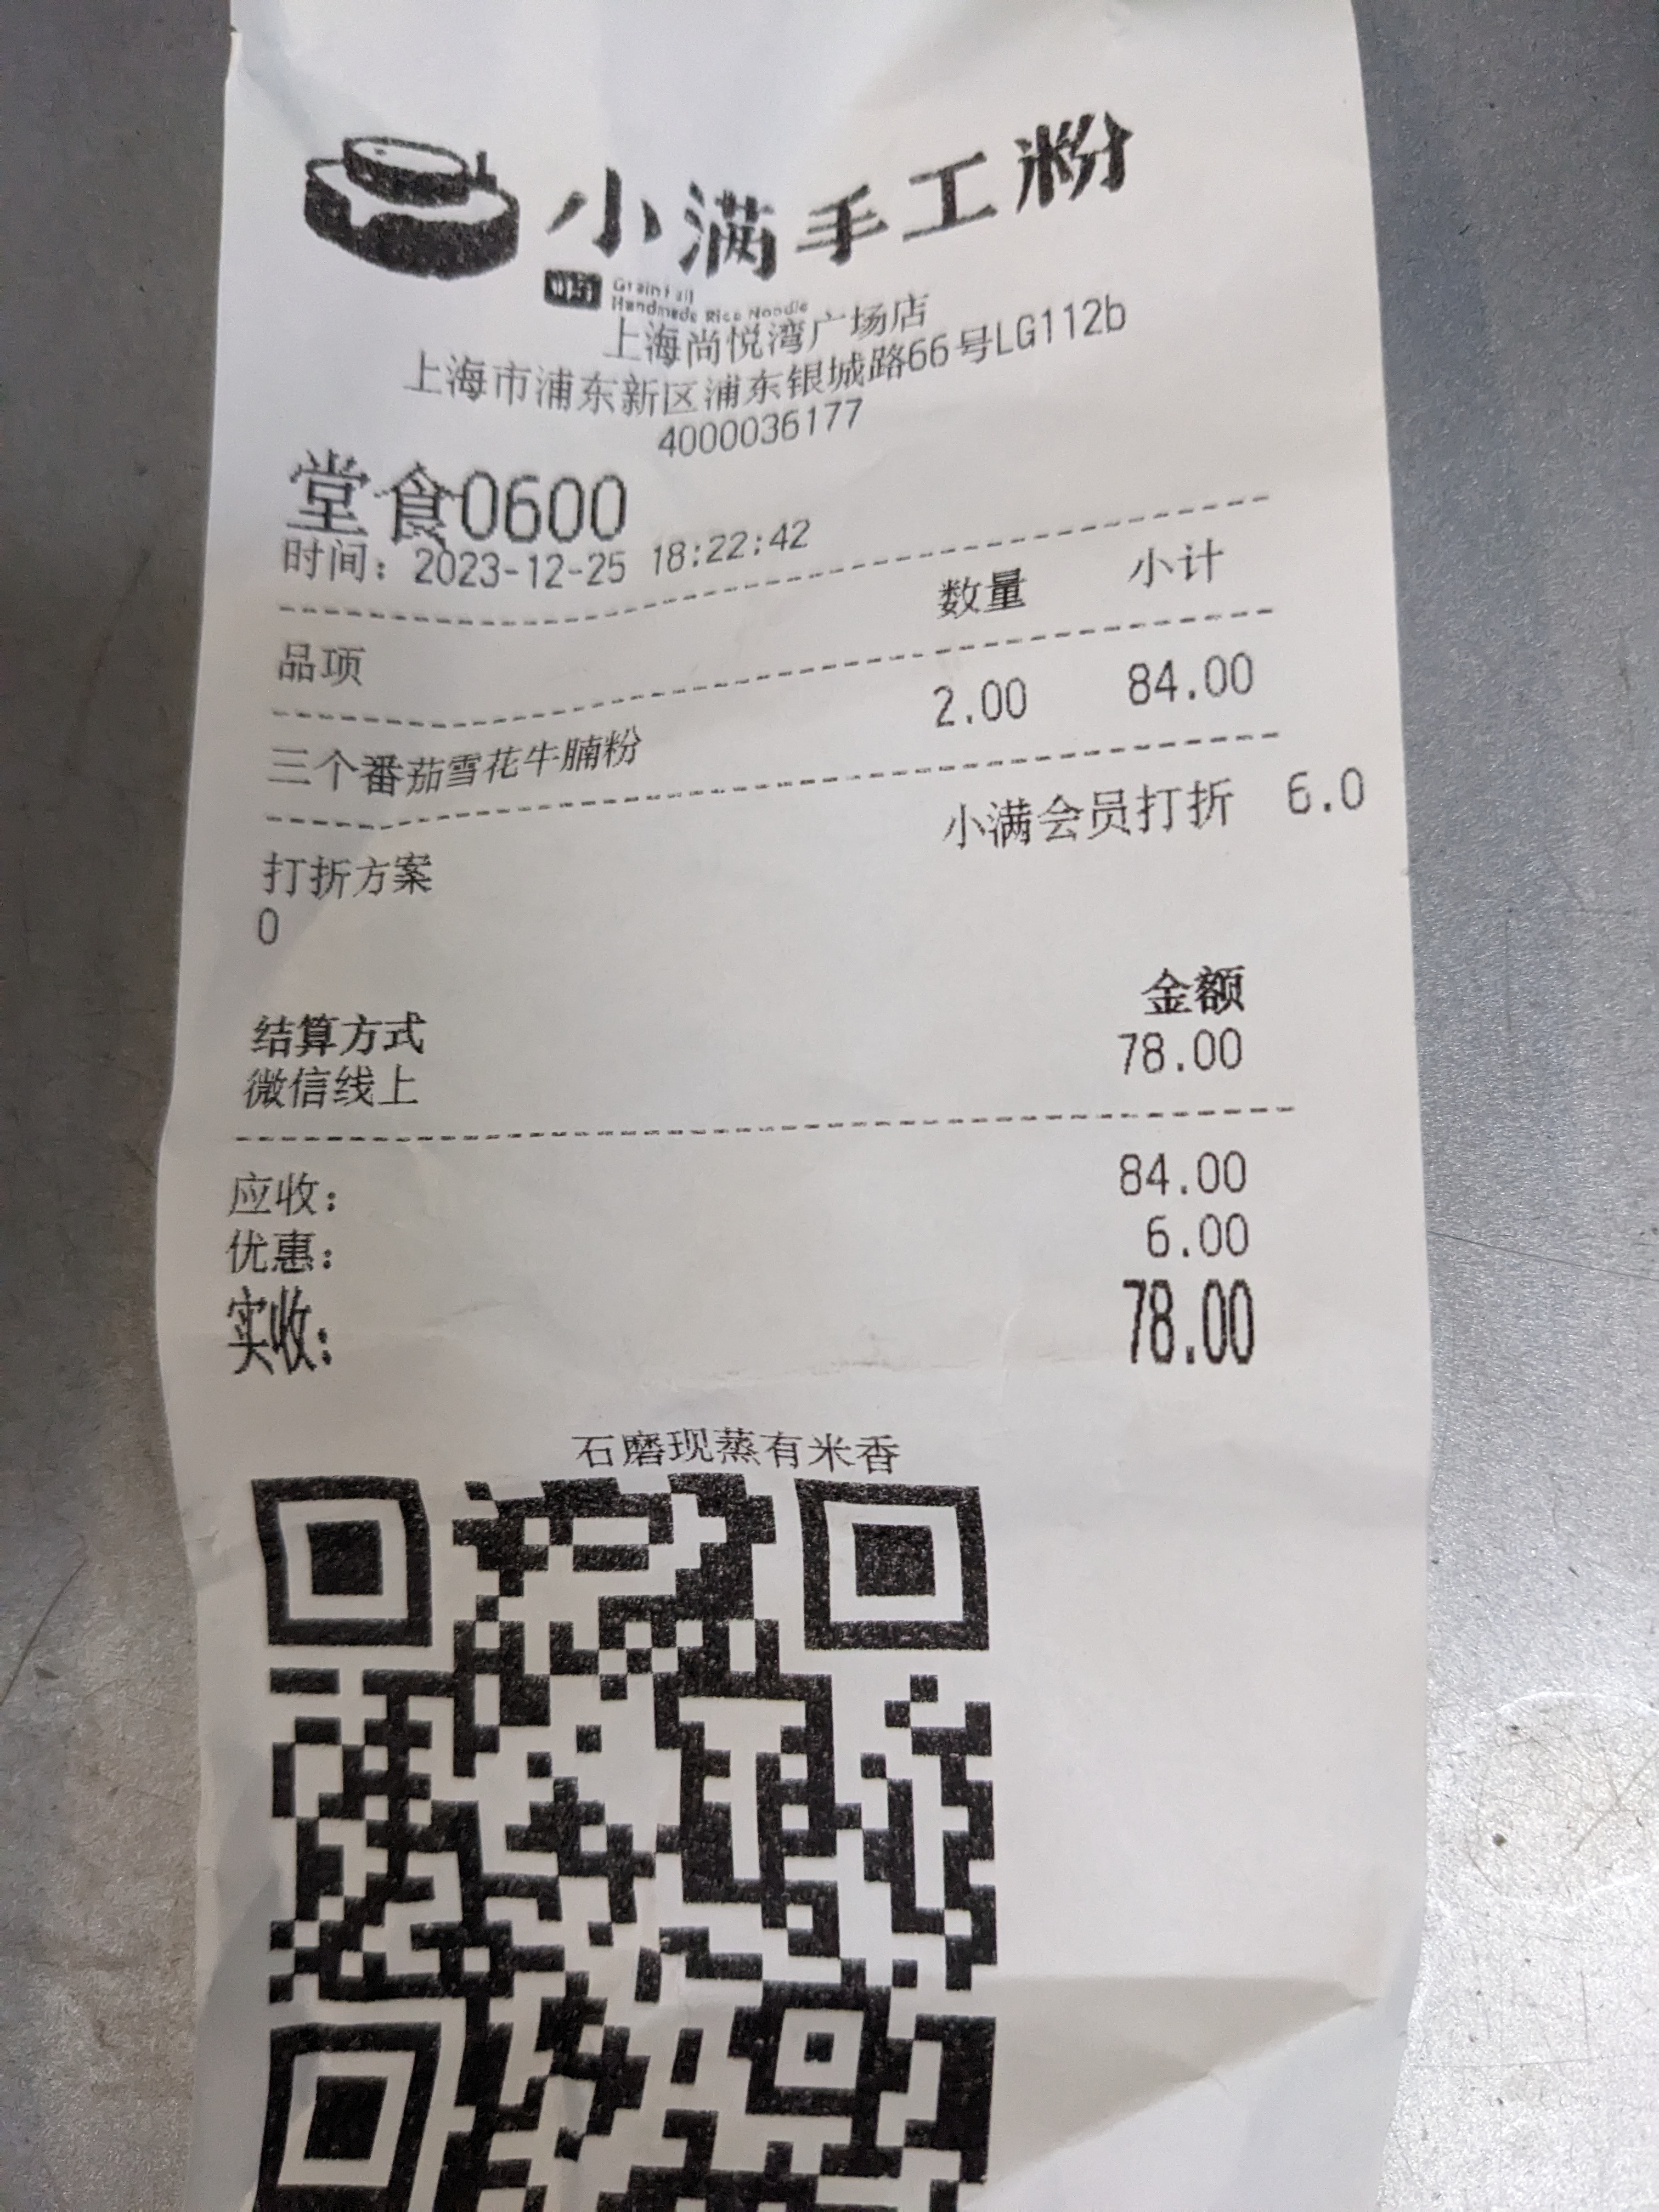 小满手工粉
Grain Full
Handmade Rice Noodle
上海尚悦湾广场店
上海市浦东新区浦东银城路66号LG112b
4000036177
堂食0600
时间：2023-12-25 18:22:42
品项 数量 小计
三个番茄雪花牛腩粉 2.00 84.00
打折方案 小满会员打折 6.0
0
结算方式 金额
微信线上 78.00
应收： 84.00
优惠： 6.00
实收： 78.00
石磨现蒸有米香